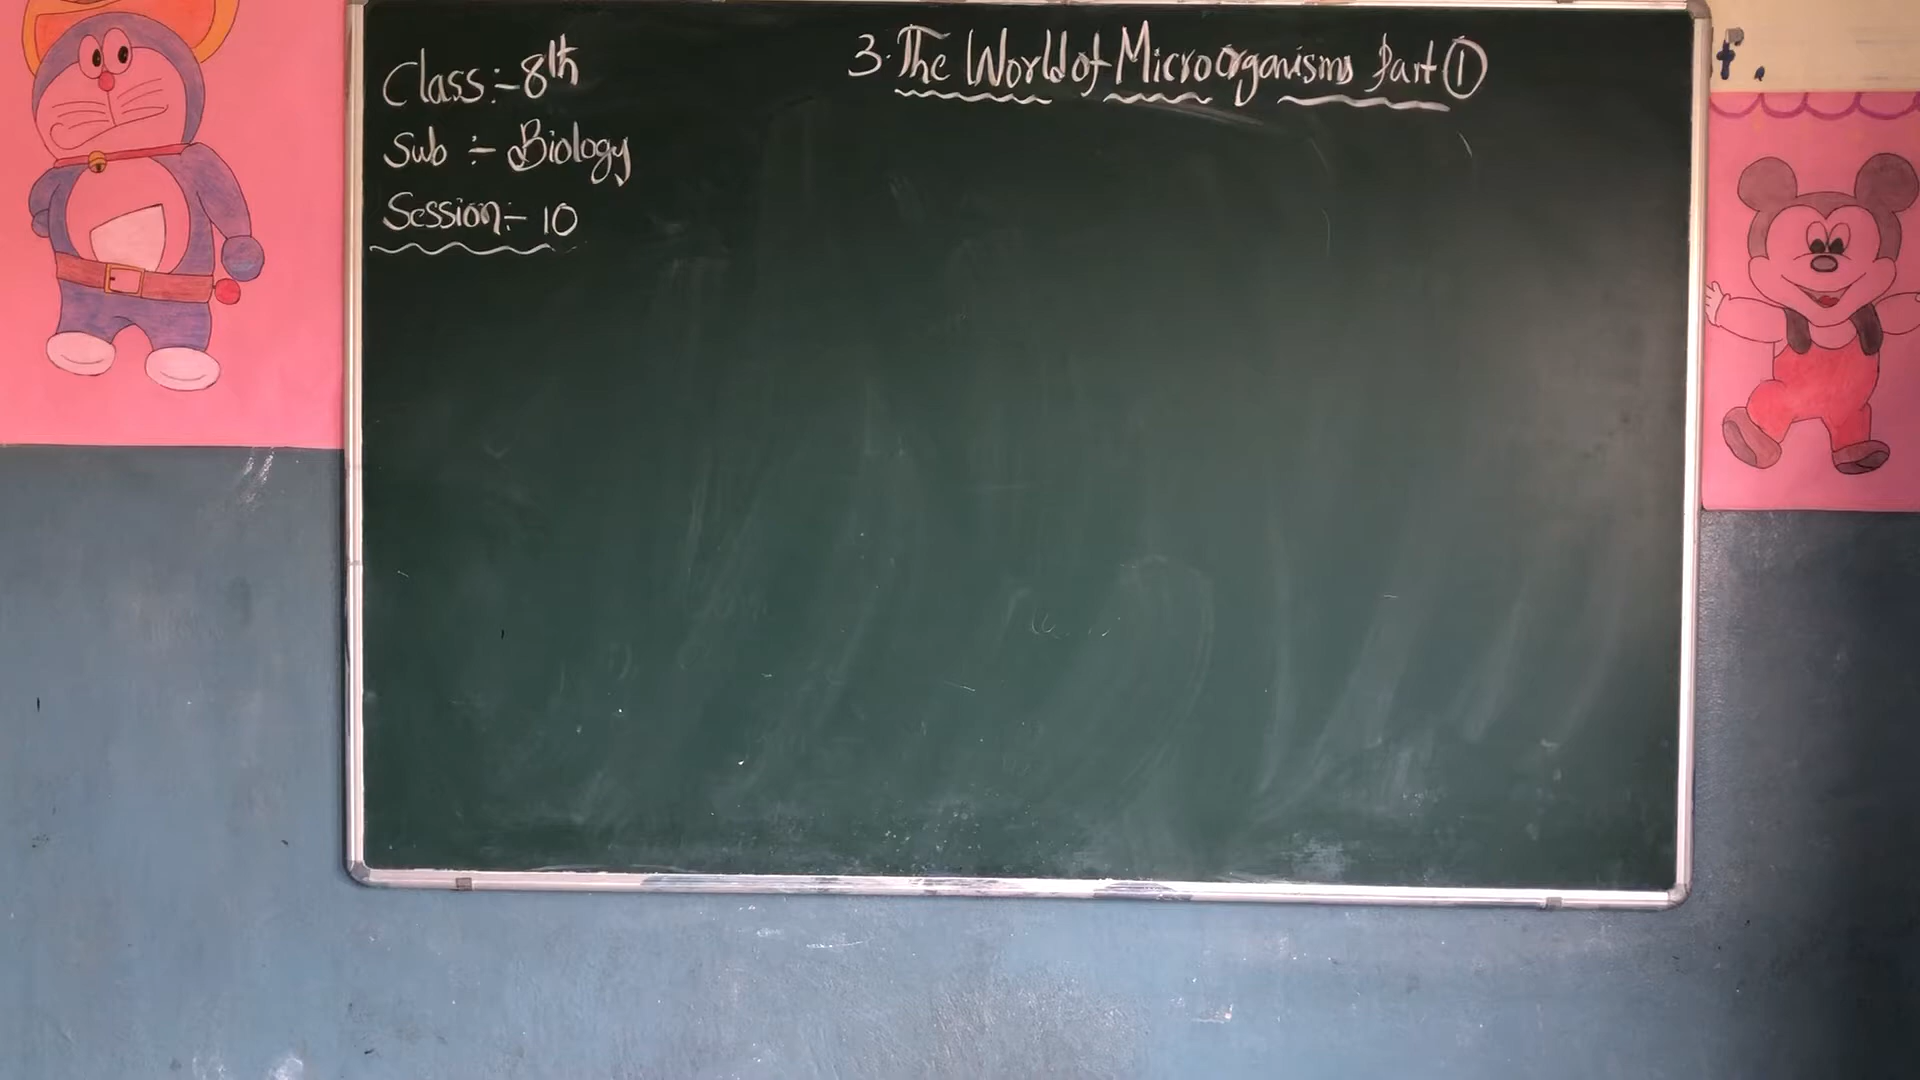 3. The World of Microorganisms Part ①
Class:- 8th
Sub :- Biology
Session:- 10